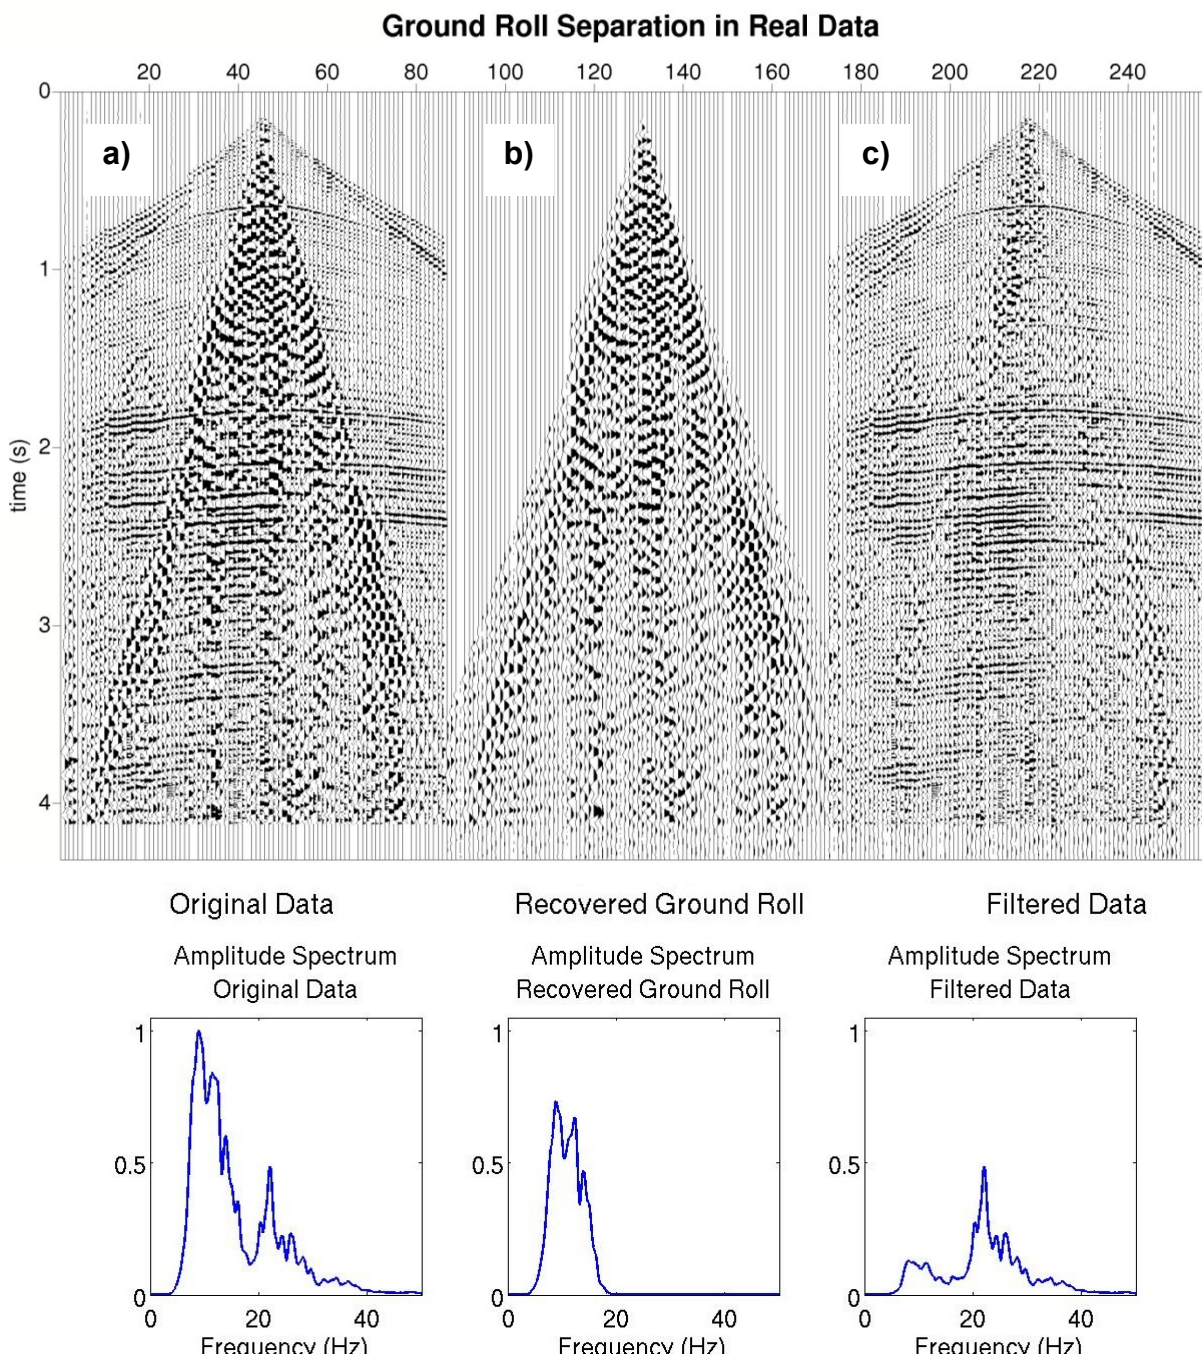 Ground Roll Separation in Real Data
20 40 60 80 100 120 140 160 180 200 220 240
0
a) b) c)
1
2
time (s)
3
4
Original Data Recovered Ground Roll Filtered Data
Amplitude Spectrum Amplitude Spectrum Amplitude Spectrum
Original Data Recovered Ground Roll Filtered Data
1 1 1
0.5 0.5 0.5
0 0 0
0 20 40 0 20 40 0 20 40
Frequency (Hz) Frequency (Hz) Frequency (Hz)